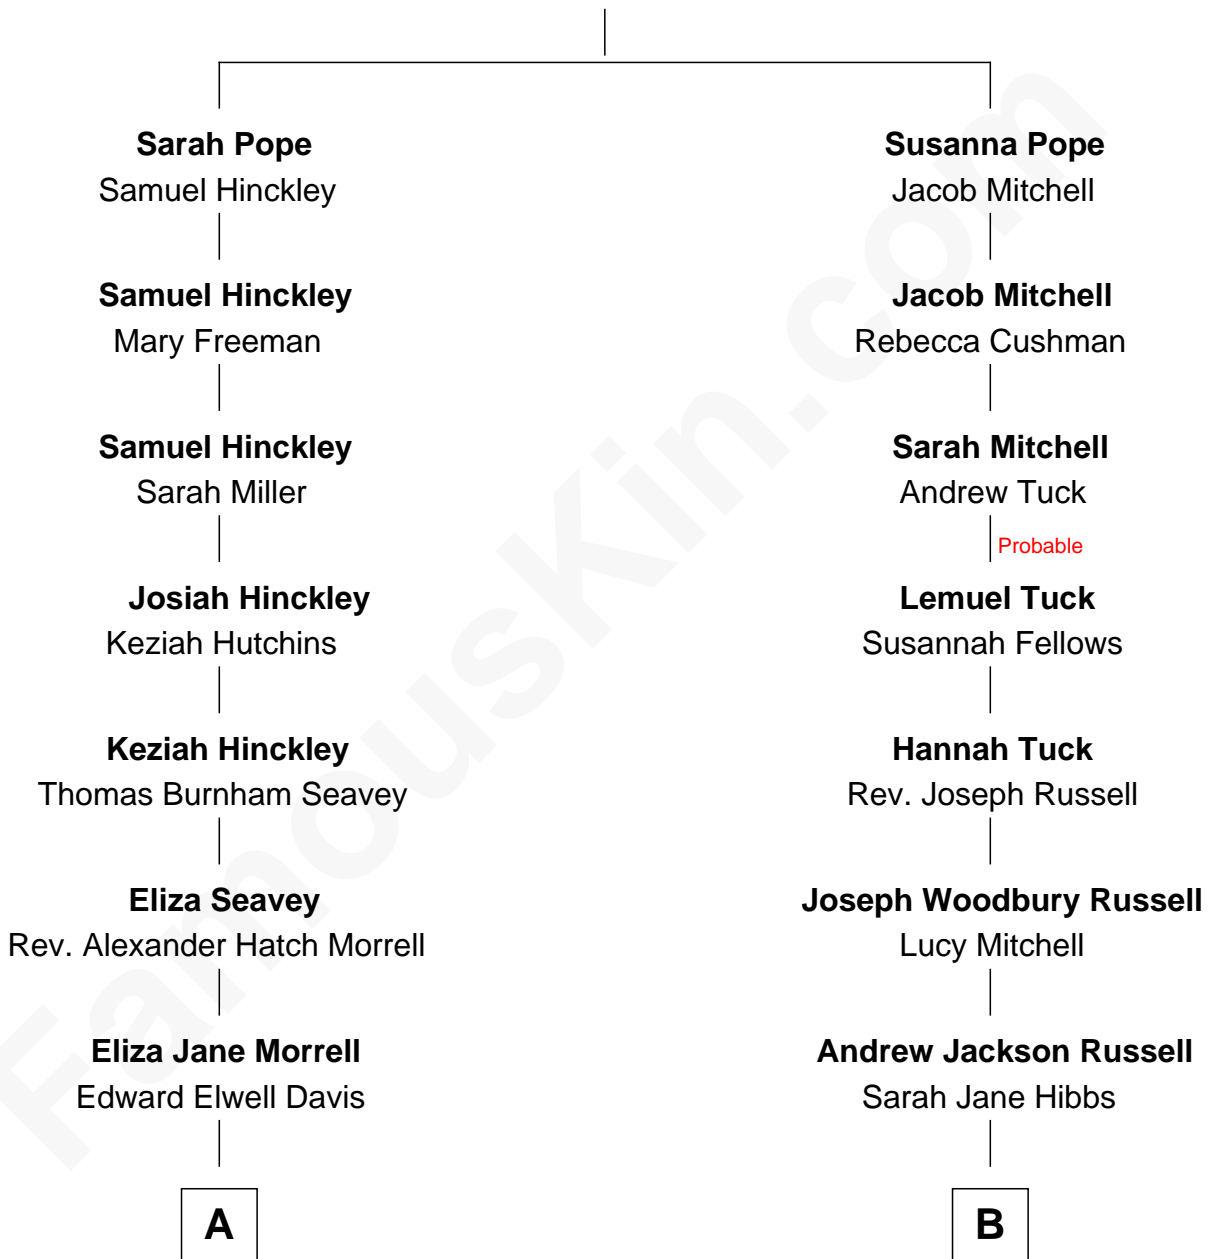 Sarah Pope
Samuel Hinckley
Samuel Hinckley
Mary Freeman
Samuel Hinckley
Sarah Miller
Josiah Hinckley
Keziah Hutchins
Keziah Hinckley
Thomas Burnham Seavey
Eliza Seavey
Rev. Alexander Hatch Morrell
Eliza Jane Morrell
Edward Elwell Davis
A
Susanna Pope
Jacob Mitchell
Jacob Mitchell
Rebecca Cushman
Sarah Mitchell
Andrew Tuck
Probable
Lemuel Tuck
Susannah Fellows
Hannah Tuck
Rev. Joseph Russell
Joseph Woodbury Russell
Lucy Mitchell
Andrew Jackson Russell
Sarah Jane Hibbs
B
FamousKin.com